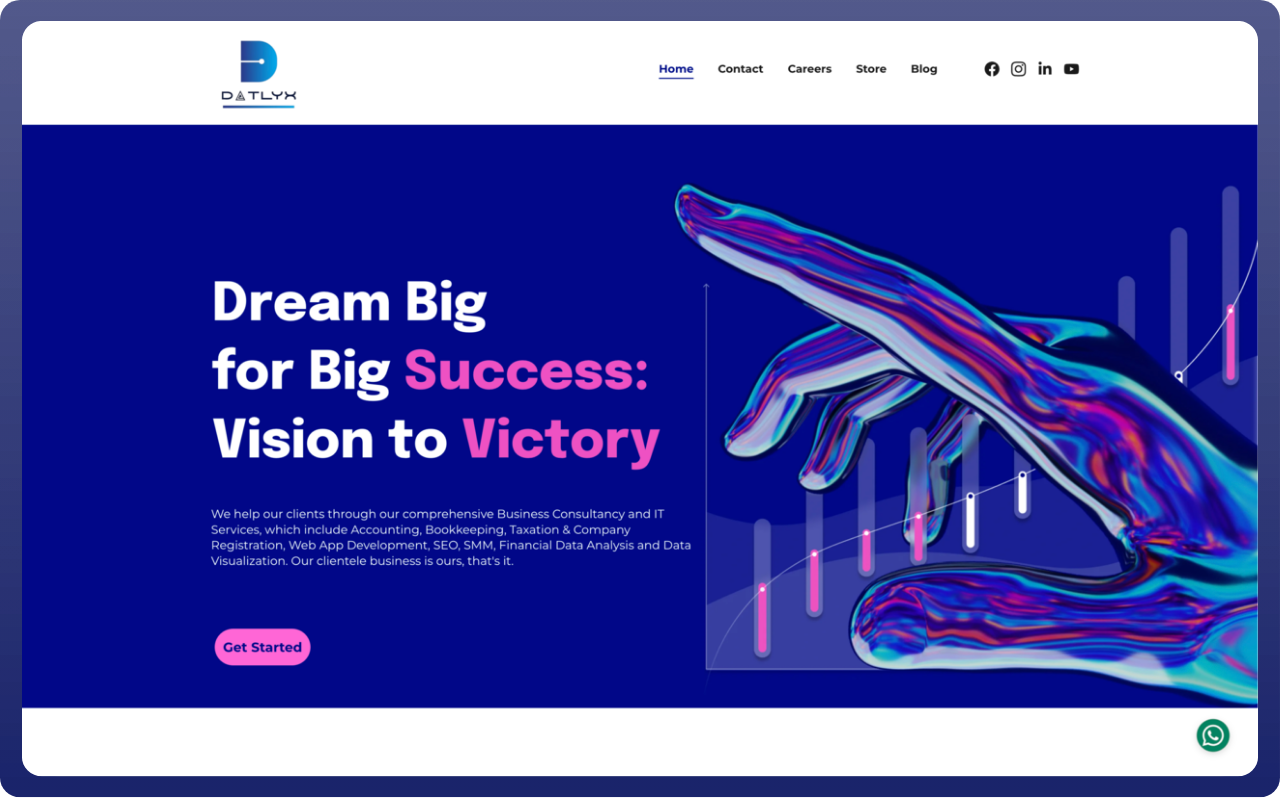 DATLYX
Home Contact Careers Store Blog
Dream Big
for Big Success:
Vision to Victory
We help our clients through our comprehensive Business Consultancy and IT
Services, which include Accounting, Bookkeeping, Taxation & Company
Registration, Web App Development, SEO, SMM, Financial Data Analysis and Data
Visualization. Our clientele business is ours, that's it.
Get Started